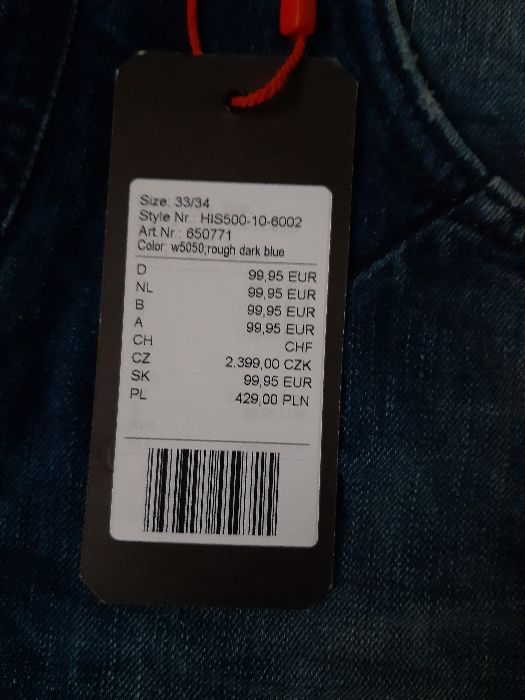 Size: 33/34
Style Nr.: HIS500-10-6002
Art.Nr.: 650771
Color: w5050;rough dark blue
D 99,95 EUR
NL 99,95 EUR
B 99,95 EUR
A 99,95 EUR
CH CHF
CZ 2.399,00 CZK
SK 99,95 EUR
PL 429,00 PLN